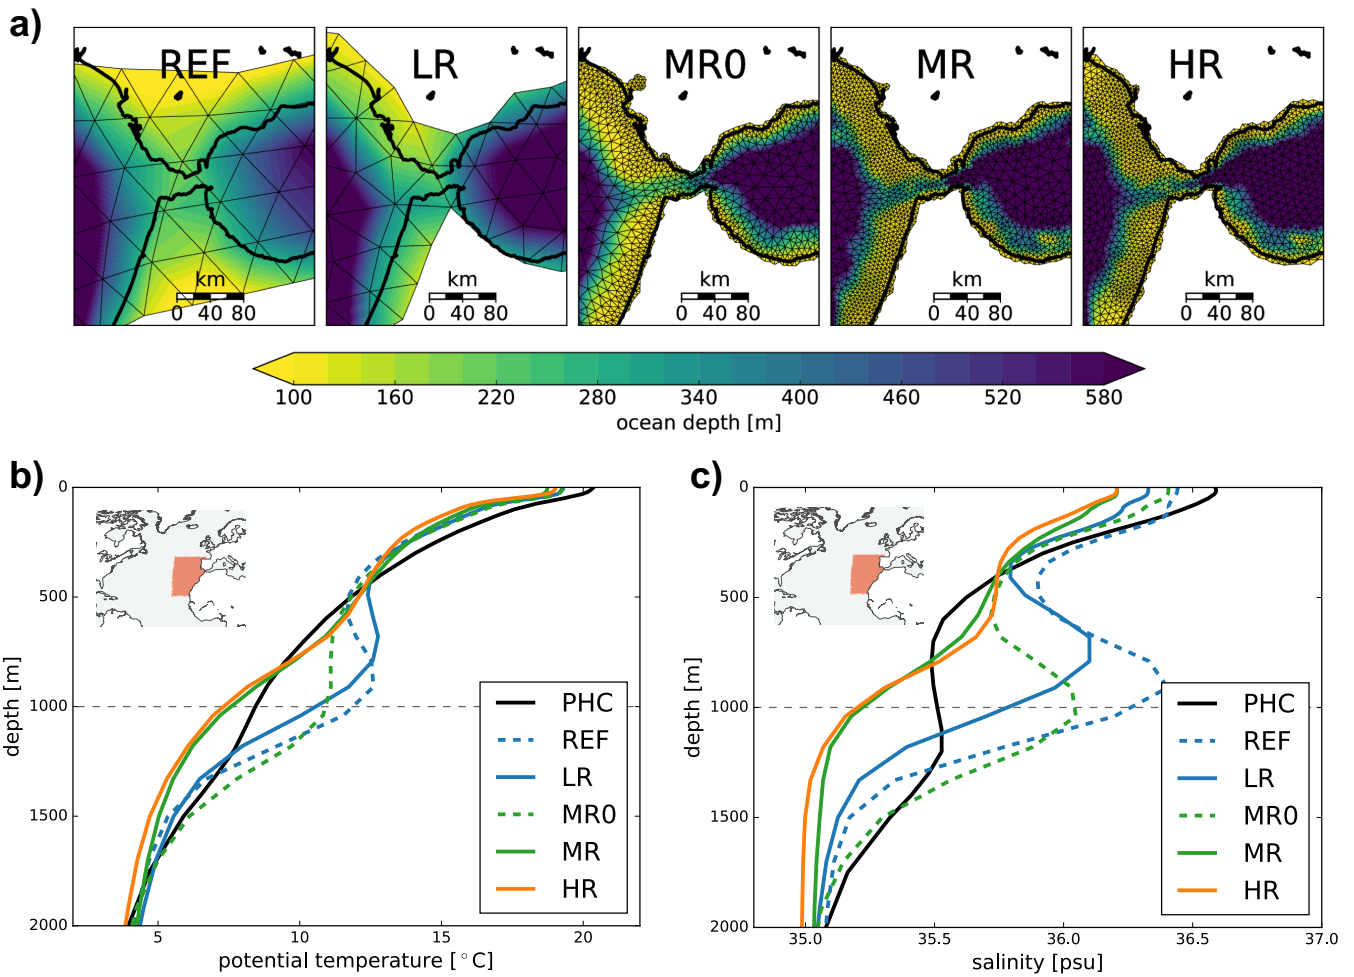 a)
REF LR MR0 MR HR
km km km km km
0 40 80 0 40 80 0 40 80 0 40 80 0 40 80
100 160 220 280 340 400 460 520 580
ocean depth [m]
b)
0
500
1000
1500
2000
depth [m]
5 10 15 20
potential temperature [°C]
PHC
REF
LR
MR0
MR
HR
c)
0
500
1000
1500
2000
depth [m]
35.0 35.5 36.0 36.5 37.0
salinity [psu]
PHC
REF
LR
MR0
MR
HR